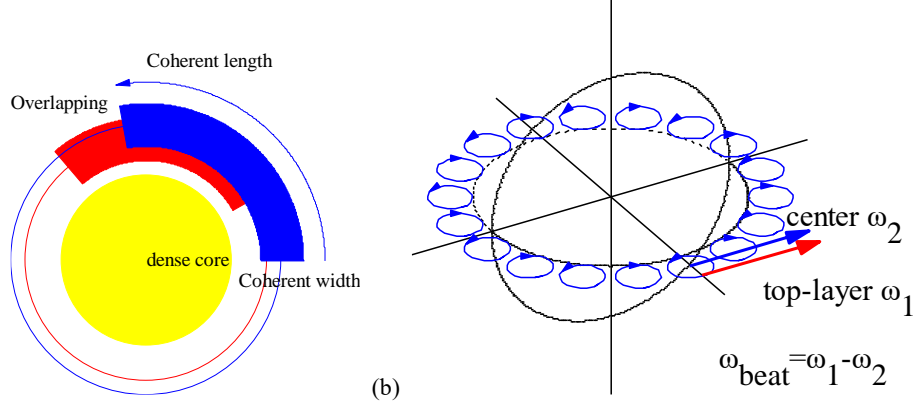 Coherent length
Overlapping
dense core
Coherent width
(b)
center ω2
top-layer ω1
ωbeat=ω1-ω2